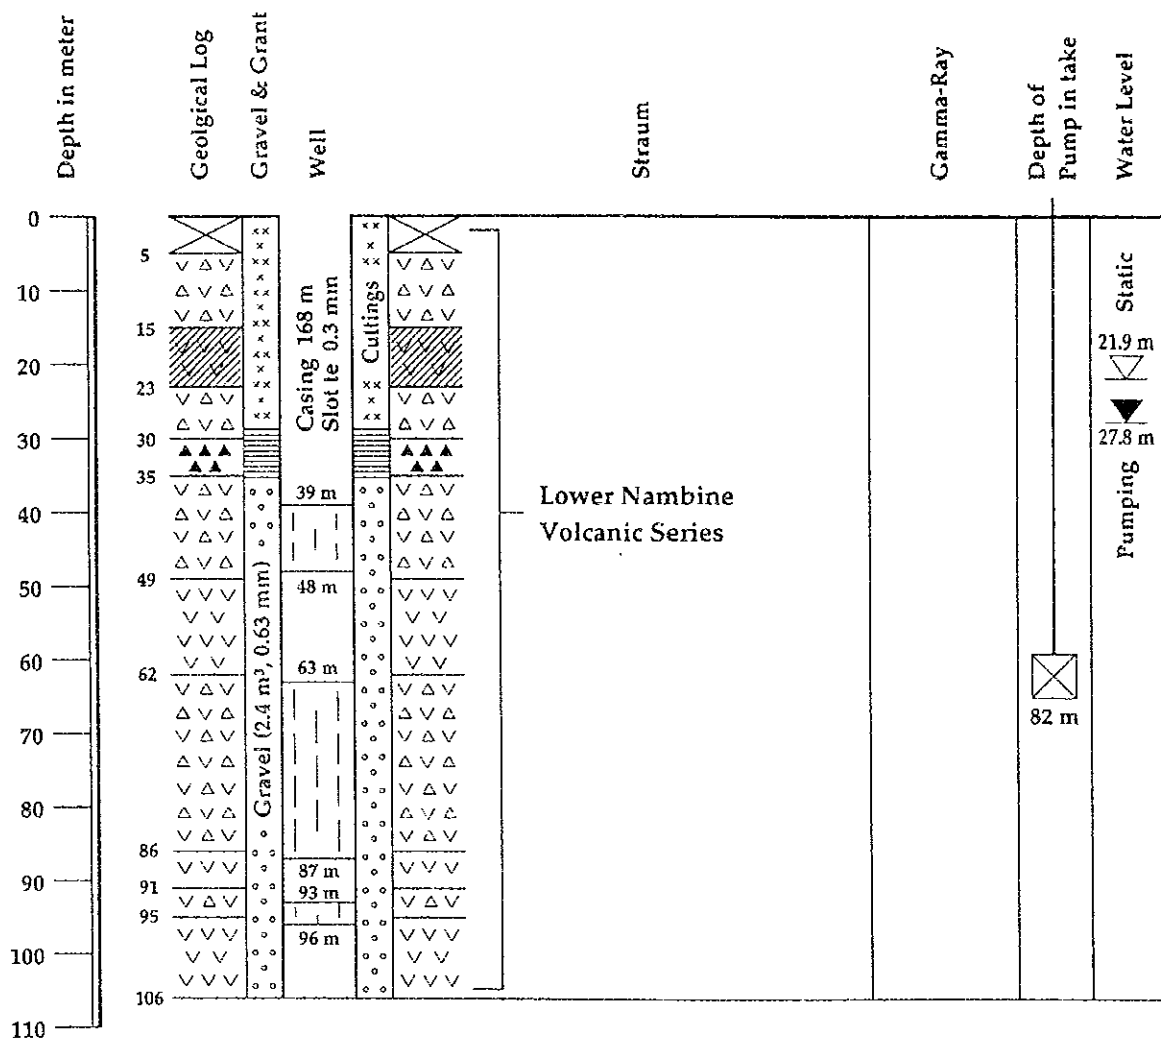 Depth in meter
Geolgical Log
Gravel & Grant
Well
Straum
Gamma-Ray
Depth of
Pump in take
Water Level
0
10
20
30
40
50
60
70
80
90
100
110
5
15
23
30
35
49
62
86
91
95
106
Casing 168 m
Slot te 0.3 mm
Cuttings
Gravel (2.4 m³, 0.63 mm)
39 m
48 m
63 m
87 m
93 m
96 m
Lower Nambine
Volcanic Series
82 m
Static
21.9 m
27.8 m
Pumping